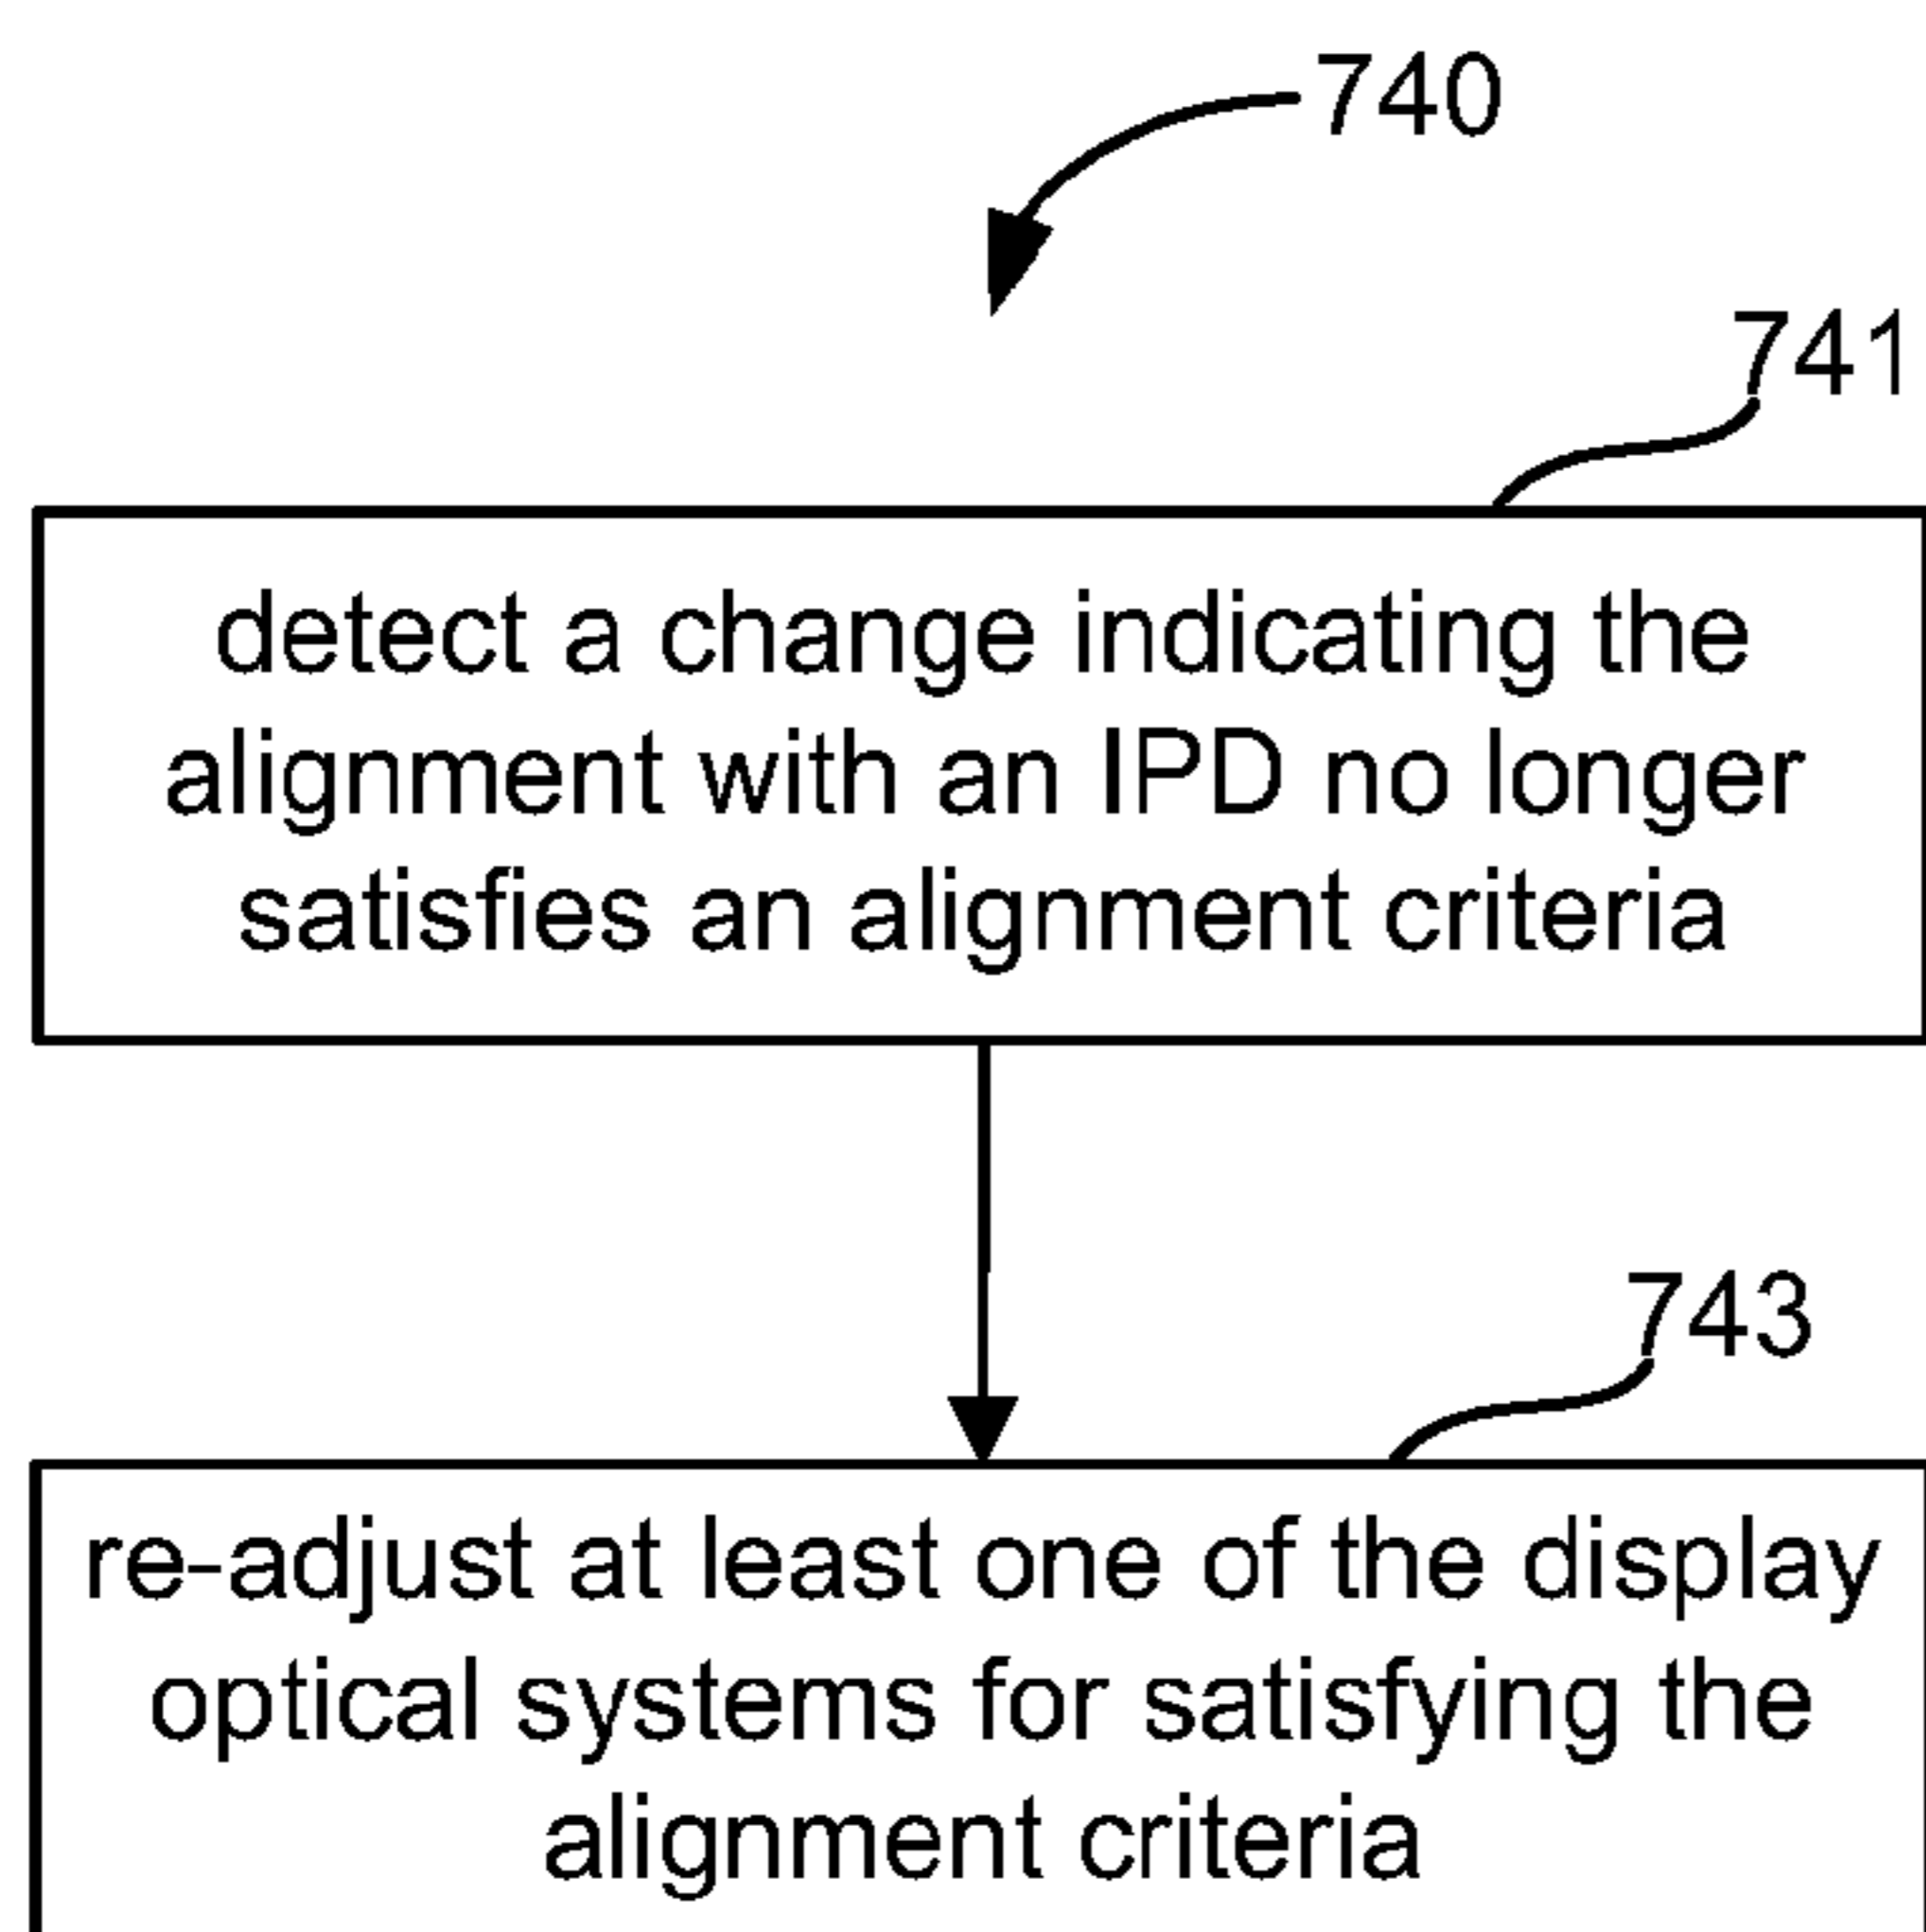 740
741
detect a change indicating the
alignment with an IPD no longer
satisfies an alignment criteria
743
re-adjust at least one of the display
optical systems for satisfying the
alignment criteria